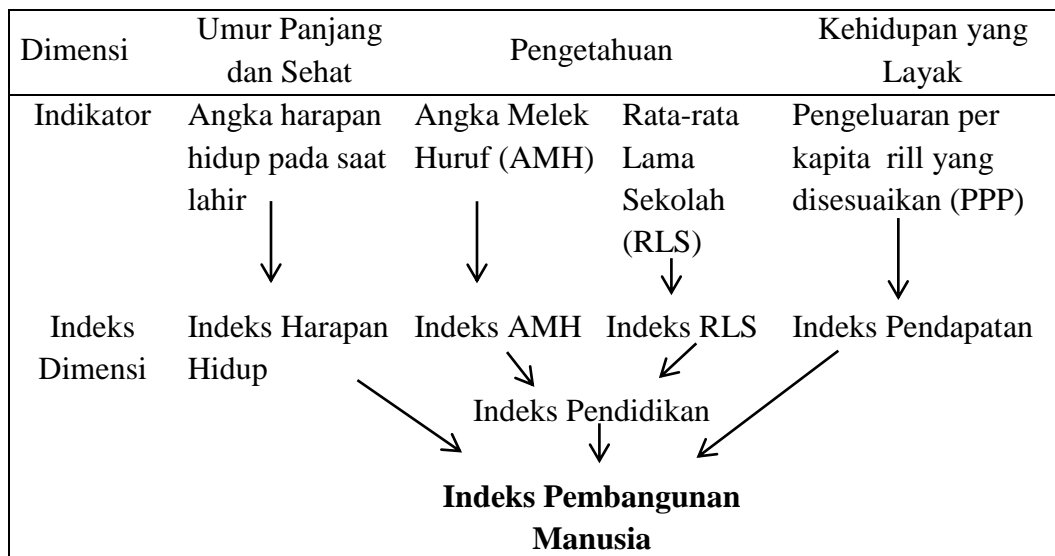 Dimensi
Umur Panjang
dan Sehat
Pengetahuan
Kehidupan yang
Layak
Indikator
Angka harapan
hidup pada saat
lahir
Angka Melek
Huruf (AMH)
Rata-rata
Lama
Sekolah
(RLS)
Pengeluaran per
kapita rill yang
disesuaikan (PPP)
Indeks
Dimensi
Indeks Harapan
Hidup
Indeks AMH
Indeks RLS
Indeks Pendapatan
Indeks Pendidikan
Indeks Pembangunan
Manusia